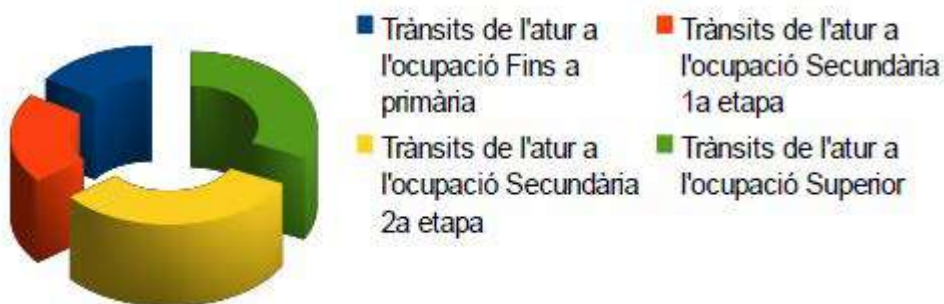 Trànsits de l'atur a
l'ocupació Fins a
primària
Trànsits de l'atur a
l'ocupació Secundària
1a etapa
Trànsits de l'atur a
l'ocupació Secundària
2a etapa
Trànsits de l'atur a
l'ocupació Superior